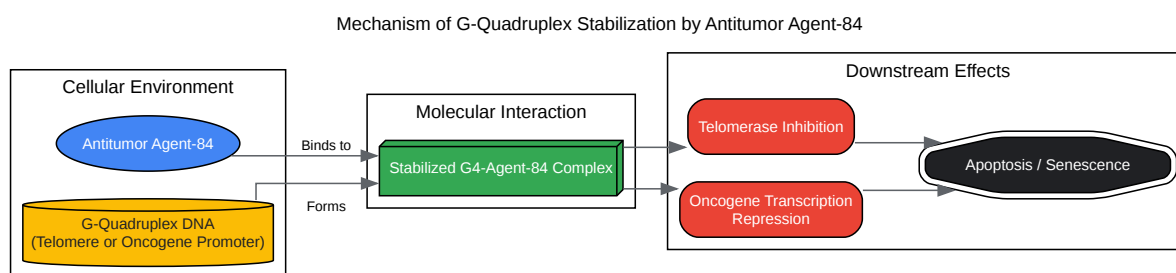 Mechanism of G-Quadruplex Stabilization by Antitumor Agent-84
Cellular Environment
Antitumor Agent-84
G-Quadruplex DNA
(Telomere or Oncogene Promoter)
Binds to
Forms
Molecular Interaction
Stabilized G4-Agent-84 Complex
Downstream Effects
Telomerase Inhibition
Oncogene Transcription
Repression
Apoptosis / Senescence